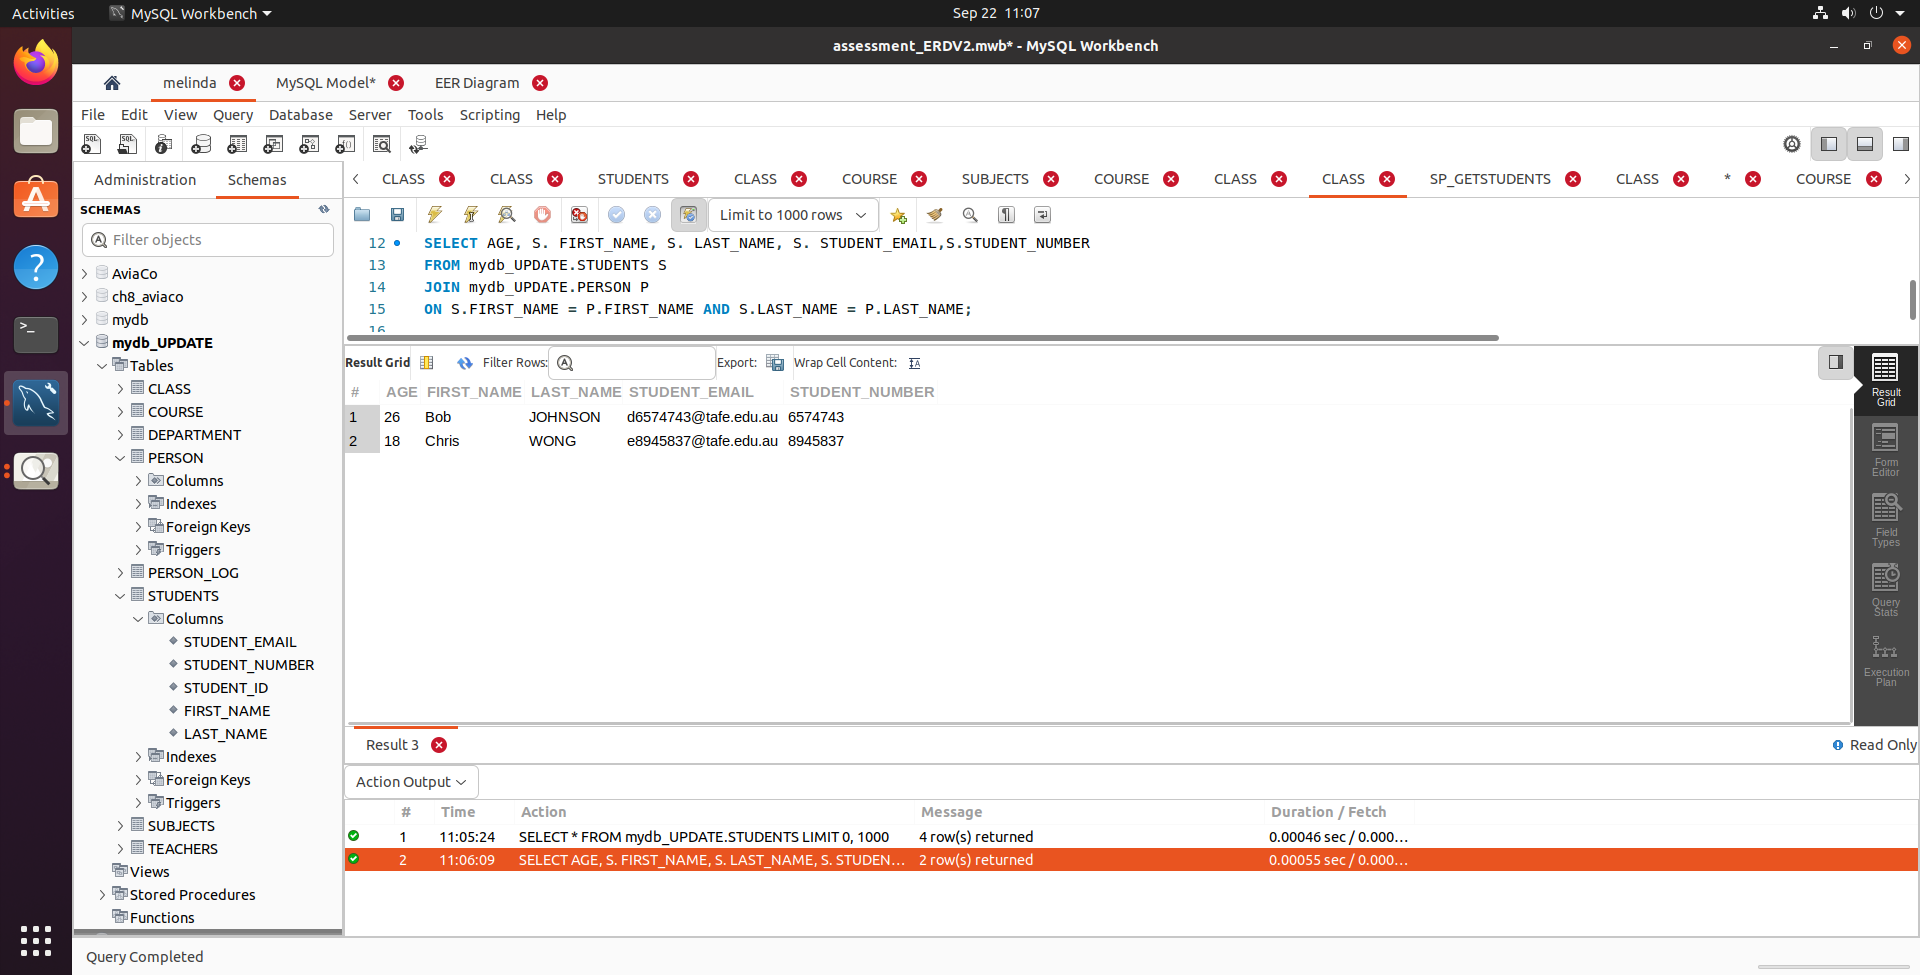 Activities MySQL Workbench Sep 22 11:07
assessment_ERDV2.mwb* - MySQL Workbench
melinda MySQL Model* EER Diagram
File Edit View Query Database Server Tools Scripting Help
Administration Schemas
CLASS CLASS STUDENTS CLASS COURSE SUBJECTS COURSE CLASS CLASS SP_GETSTUDENTS CLASS * COURSE
SCHEMAS
Filter objects
AviaCo
ch8_aviaco
mydb
mydb_UPDATE
Tables
CLASS
COURSE
DEPARTMENT
PERSON
Columns
Indexes
Foreign Keys
Triggers
PERSON_LOG
STUDENTS
Columns
STUDENT_EMAIL
STUDENT_NUMBER
STUDENT_ID
FIRST_NAME
LAST_NAME
Indexes
Foreign Keys
Triggers
SUBJECTS
TEACHERS
Views
Stored Procedures
Functions
Limit to 1000 rows
12 SELECT AGE, S. FIRST_NAME, S. LAST_NAME, S. STUDENT_EMAIL,S.STUDENT_NUMBER
13 FROM mydb_UPDATE.STUDENTS S
14 JOIN mydb_UPDATE.PERSON P
15 ON S.FIRST_NAME = P.FIRST_NAME AND S.LAST_NAME = P.LAST_NAME;
16
Result Grid Filter Rows: Export: Wrap Cell Content:
# AGE FIRST_NAME LAST_NAME STUDENT_EMAIL STUDENT_NUMBER
1 26 Bob JOHNSON d6574743@tafe.edu.au 6574743
2 18 Chris WONG e8945837@tafe.edu.au 8945837
Result
Grid
Form
Editor
Field
Types
Query
Stats
Execution
Plan
Result 3 Read Only
Action Output
# Time Action Message Duration / Fetch
1 11:05:24 SELECT * FROM mydb_UPDATE.STUDENTS LIMIT 0, 1000 4 row(s) returned 0.00046 sec / 0.000...
2 11:06:09 SELECT AGE, S. FIRST_NAME, S. LAST_NAME, S. STUDEN... 2 row(s) returned 0.00055 sec / 0.000...
Query Completed